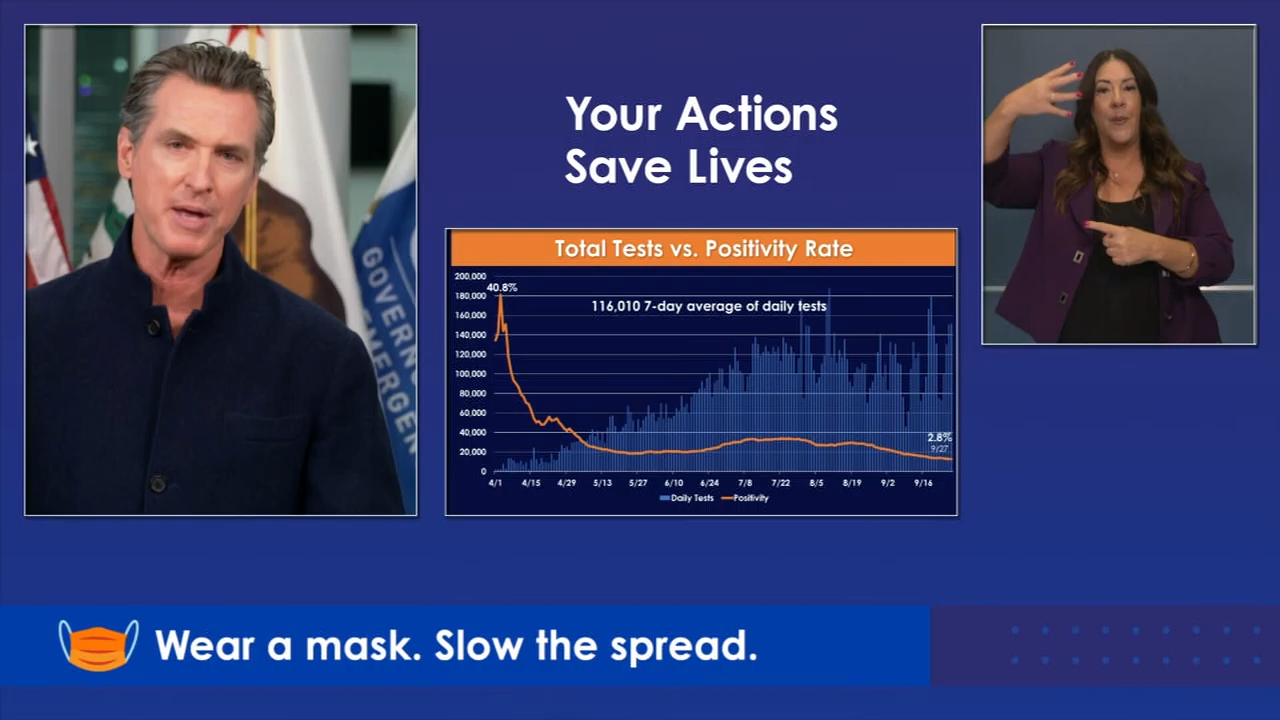 Your Actions
Save Lives
Total Tests vs. Positivity Rate
200,000
180,000
160,000
140,000
120,000
100,000
80,000
60,000
40,000
20,000
0
40.8%
116,010 7-day average of daily tests
2.8%
9/27
4/1 4/15 4/29 5/13 5/27 6/10 6/24 7/8 7/22 8/5 8/19 9/2 9/16
Daily Tests Positivity
GOVERN
EMERGEN
Wear a mask. Slow the spread.